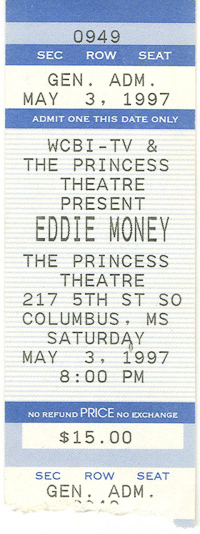 0949
SEC ROW SEAT
GEN. ADM.
MAY 3, 1997
ADMIT ONE THIS DATE ONLY
WCBI-TV &
THE PRINCESS
THEATRE
PRESENT
EDDIE MONEY
THE PRINCESS
THEATRE
217 5TH ST SO
COLUMBUS, MS
SATURDAY
MAY 3, 1997
8:00 PM
NO REFUND PRICE NO EXCHANGE
$15.00
SEC ROW SEAT
GEN. ADM.